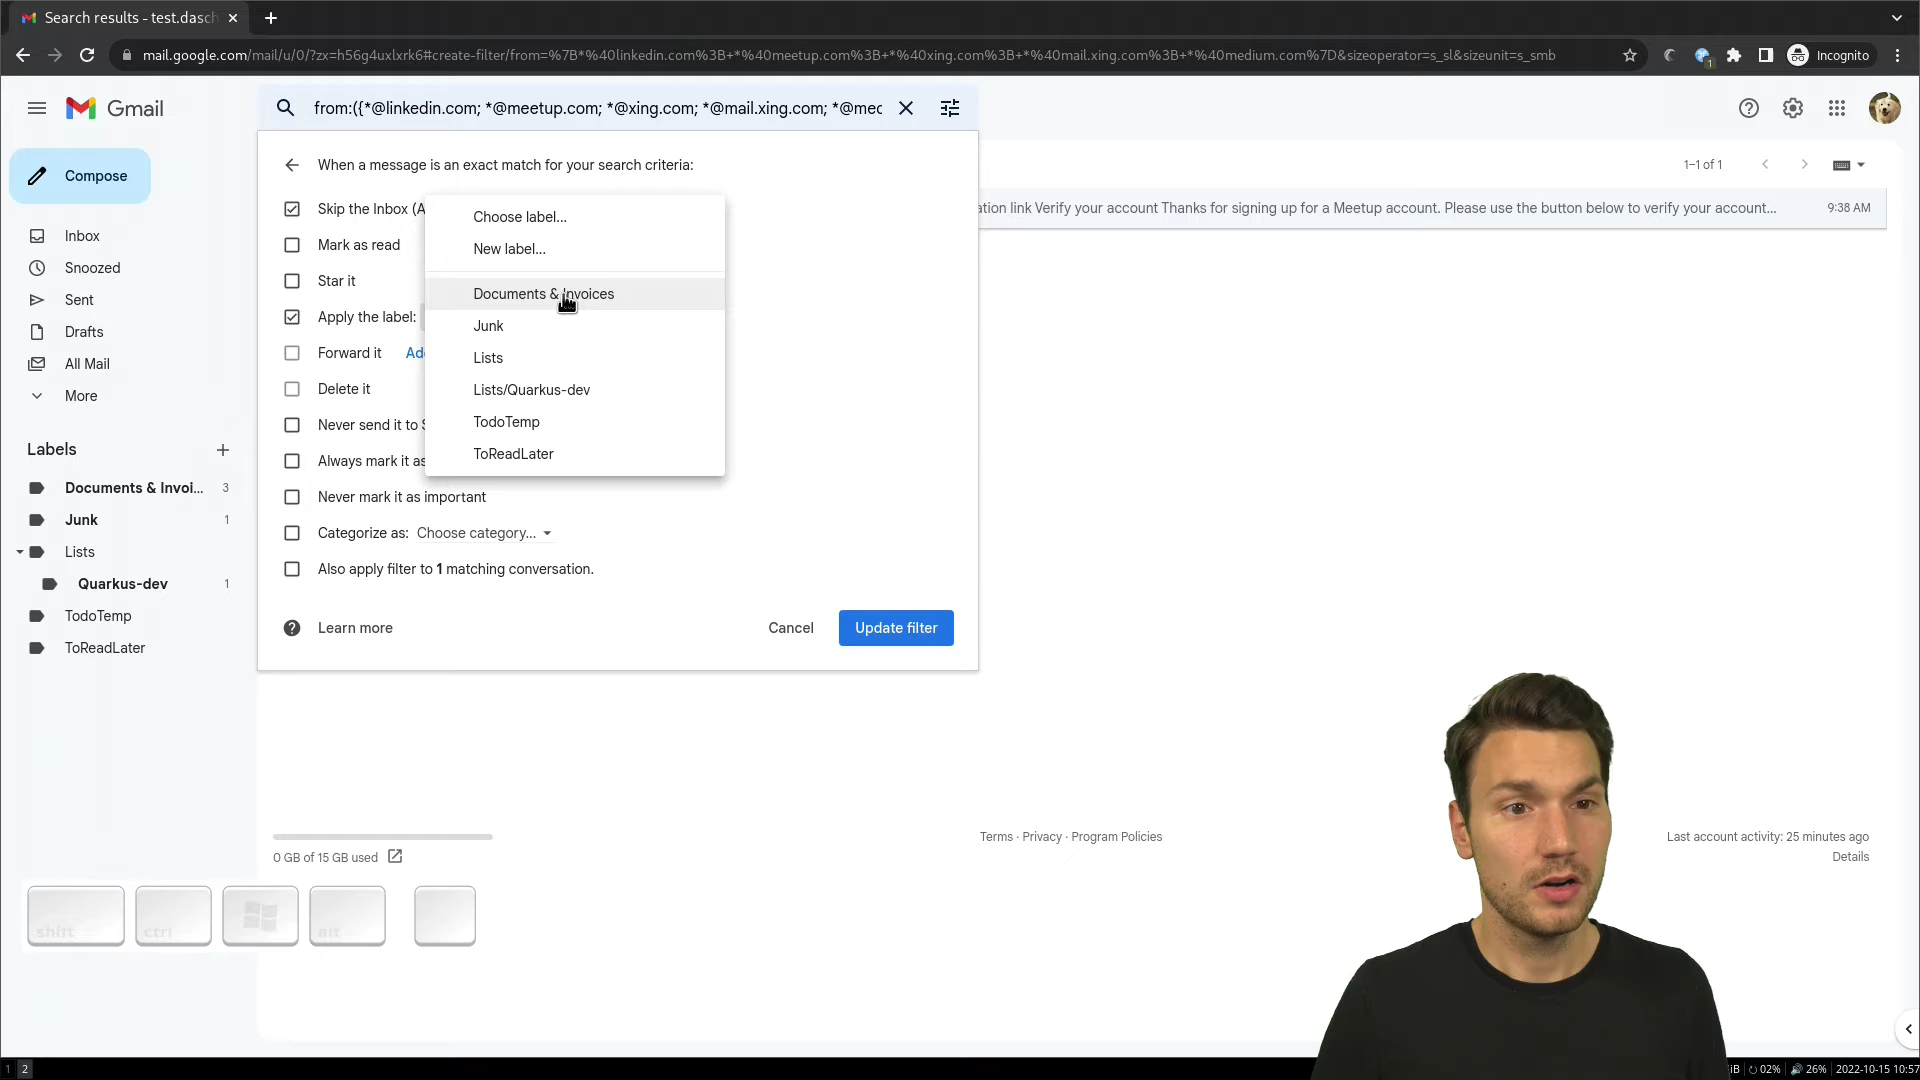 Search results - test.dasch
mail.google.com/mail/u/0/?zx=h56g4uxlxrk6#create-filter/from=%7B*%40linkedin.com%3B+*%40meetup.com%3B+*%40xing.com%3B+*%40mail.xing.com%3B+*%40medium.com%7D&sizeoperator=s_sl&sizeunit=s_smb
1
Incognito
Gmail
from:({*@linkedin.com; *@meetup.com; *@xing.com; *@mail.xing.com; *@mec
Compose
Inbox
Snoozed
Sent
Drafts
All Mail
More
Labels
Documents & Invoi... 3
Junk 1
Lists
Quarkus-dev 1
TodoTemp
ToReadLater
When a message is an exact match for your search criteria:
Skip the Inbox (A
Mark as read
Star it
Apply the label:
Forward it Add
Delete it
Never send it to S
Always mark it as
Never mark it as important
Categorize as: Choose category...
Also apply filter to 1 matching conversation.
Learn more
Cancel
Update filter
Choose label...
New label...
Documents & Invoices
Junk
Lists
Lists/Quarkus-dev
TodoTemp
ToReadLater
1–1 of 1
ation link Verify your account Thanks for signing up for a Meetup account. Please use the button below to verify your account... 9:38 AM
0 GB of 15 GB used
Terms · Privacy · Program Policies
Last account activity: 25 minutes ago
Details
shift ctrl alt
1 2
iB 02% 26% 2022-10-15 10:57